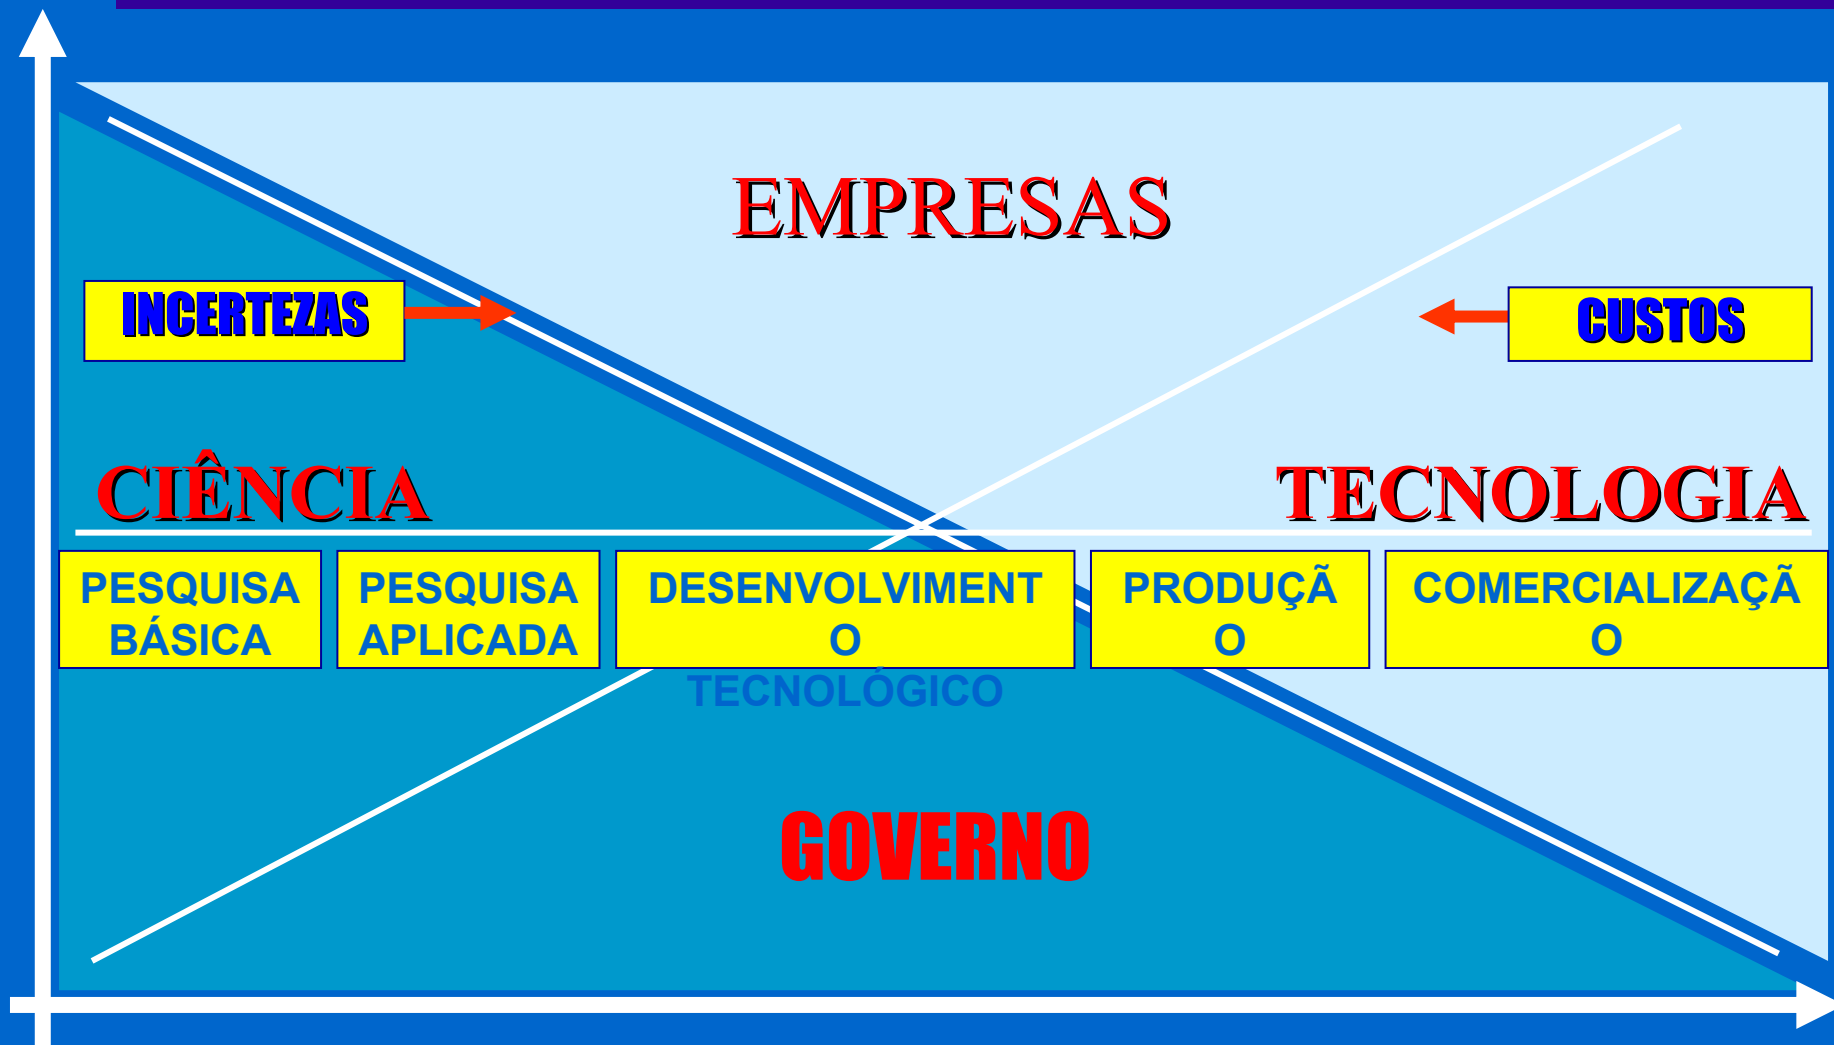 EMPRESAS
INCERTEZAS
CUSTOS
CIÊNCIA
TECNOLOGIA
PESQUISA
BÁSICA
PESQUISA
APLICADA
DESENVOLVIMENT
O
TECNOLÓGICO
PRODUÇÃ
O
COMERCIALIZAÇÃ
O
GOVERNO